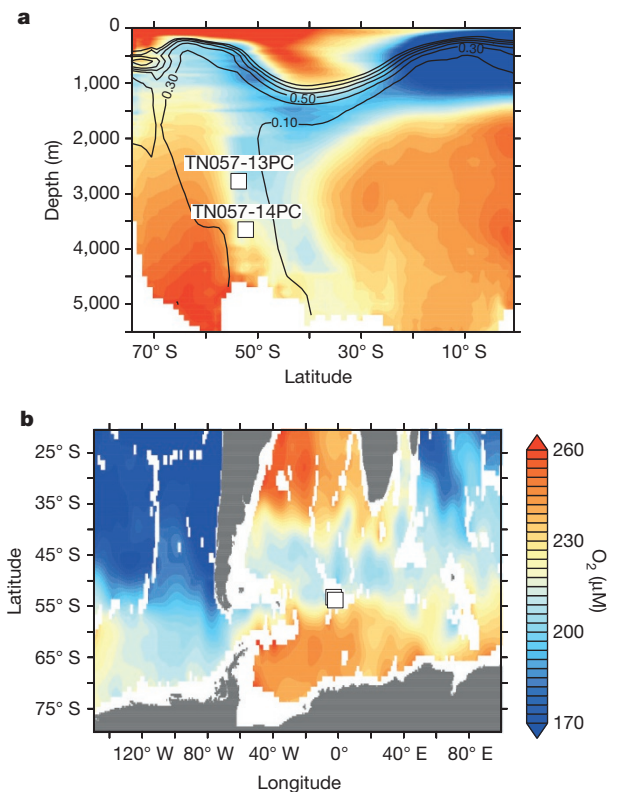 a
0
1,000
2,000
3,000
4,000
5,000
Depth (m)
0.30
0.30
0.50
0.10
TN057-13PC
TN057-14PC
70° S 50° S 30° S 10° S
Latitude
b
25° S
35° S
45° S
55° S
65° S
75° S
Latitude
120° W 80° W 40° W 0° 40° E 80° E
Longitude
260
230
200
170
O₂ (μM)